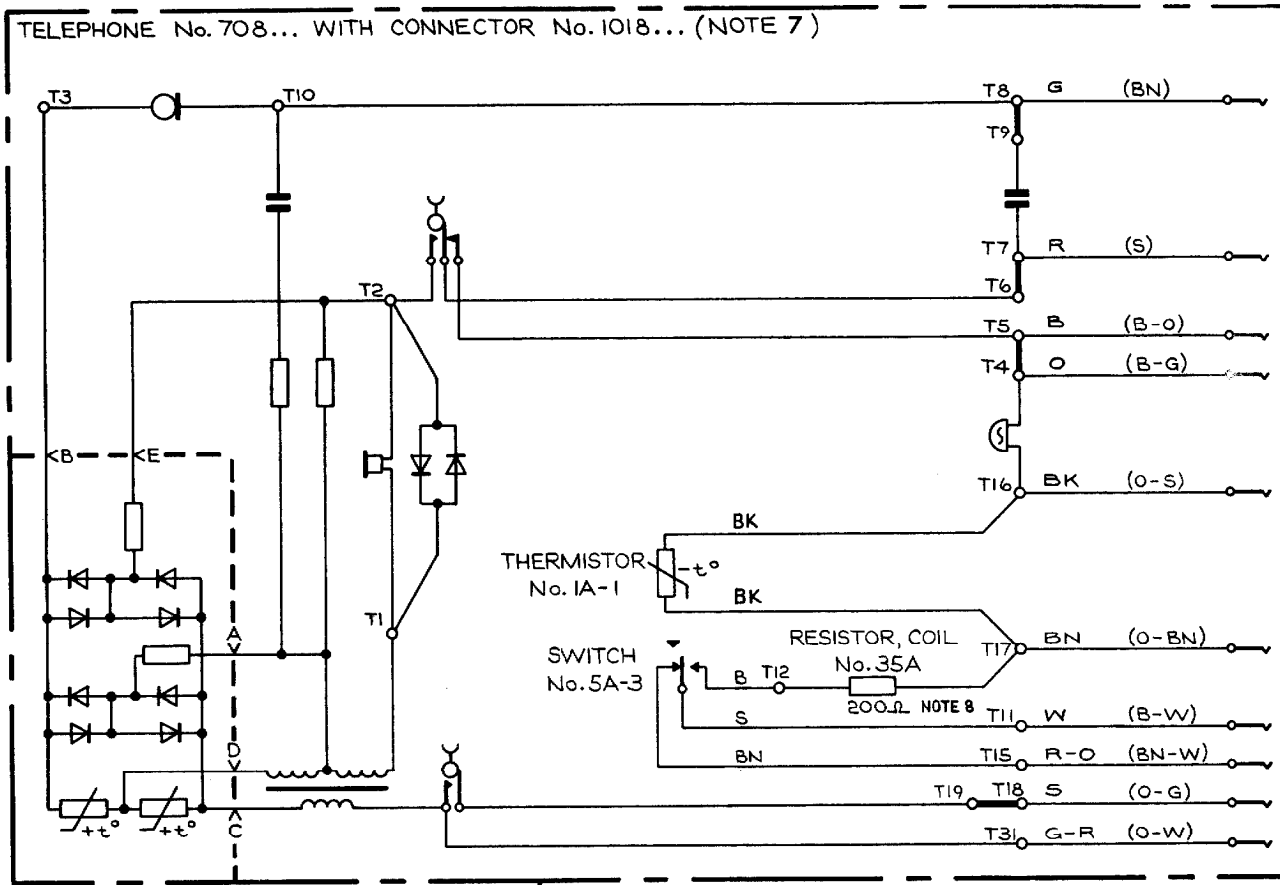 TELEPHONE No. 708... WITH CONNECTOR No. 1018... (NOTE 7)
T3
T10
T8 G (BN)
T9
T7 R (S)
T6
T2
T5 B (B-O)
T4 O (B-G)
B
E
T16 BK (O-S)
BK
THERMISTOR
No. 1A-1
-t°
BK
T1
A
SWITCH
No. 5A-3
RESISTOR, COIL
No. 35A
T17 BN (O-BN)
B T12
200Ω NOTE 8
S
T11 W (B-W)
D
BN
T15 R-O (BN-W)
T19 T18 S (O-G)
+t° +t°
C
T31 G-R (O-W)